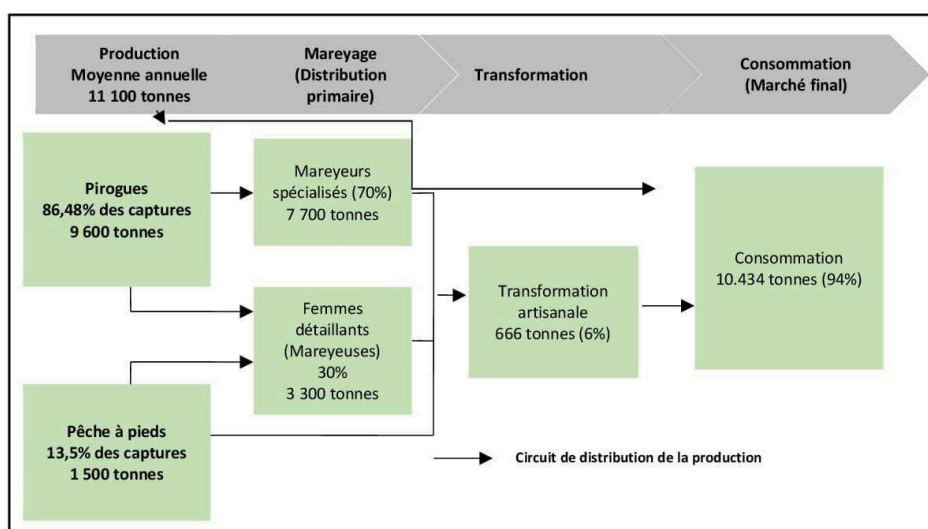 Production
Moyenne annuelle
11 100 tonnes
Mareyage
(Distribution
primaire)
Transformation
Consommation
(Marché final)
Pirogues
86,48% des captures
9 600 tonnes
Mareyeurs
spécialisés (70%)
7 700 tonnes
Femmes
détaillants
(Mareyeuses)
30%
3 300 tonnes
Pêche à pieds
13,5% des captures
1 500 tonnes
Transformation
artisanale
666 tonnes (6%)
Consommation
10.434 tonnes (94%)
Circuit de distribution de la production